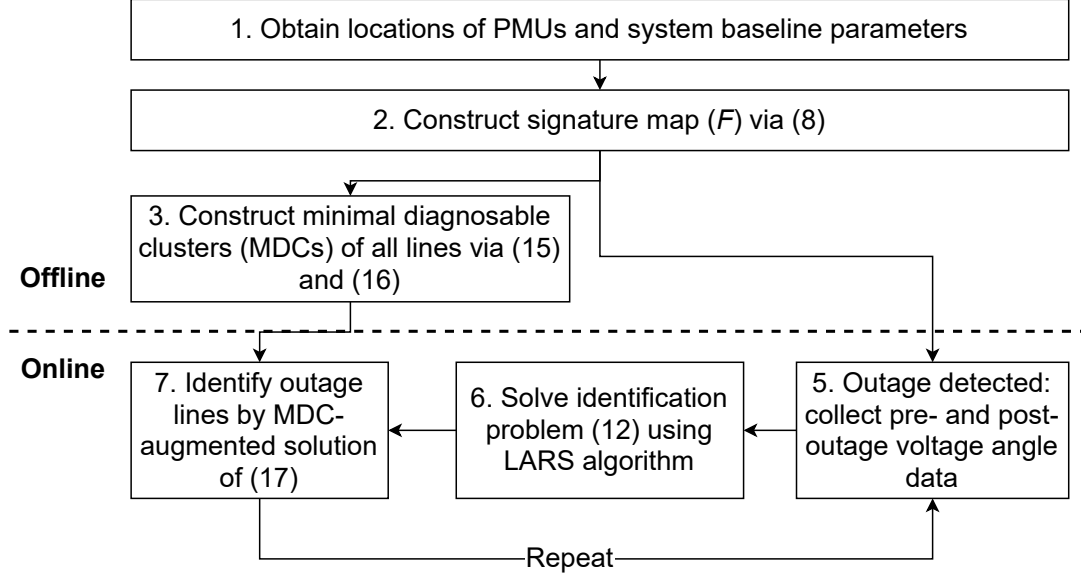 1. Obtain locations of PMUs and system baseline parameters
2. Construct signature map (F) via (8)
3. Construct minimal diagnosable
clusters (MDCs) of all lines via (15)
and (16)
Offline
Online
7. Identify outage
lines by MDC-
augmented solution
of (17)
6. Solve identification
problem (12) using
LARS algorithm
5. Outage detected:
collect pre- and post-
outage voltage angle
data
Repeat